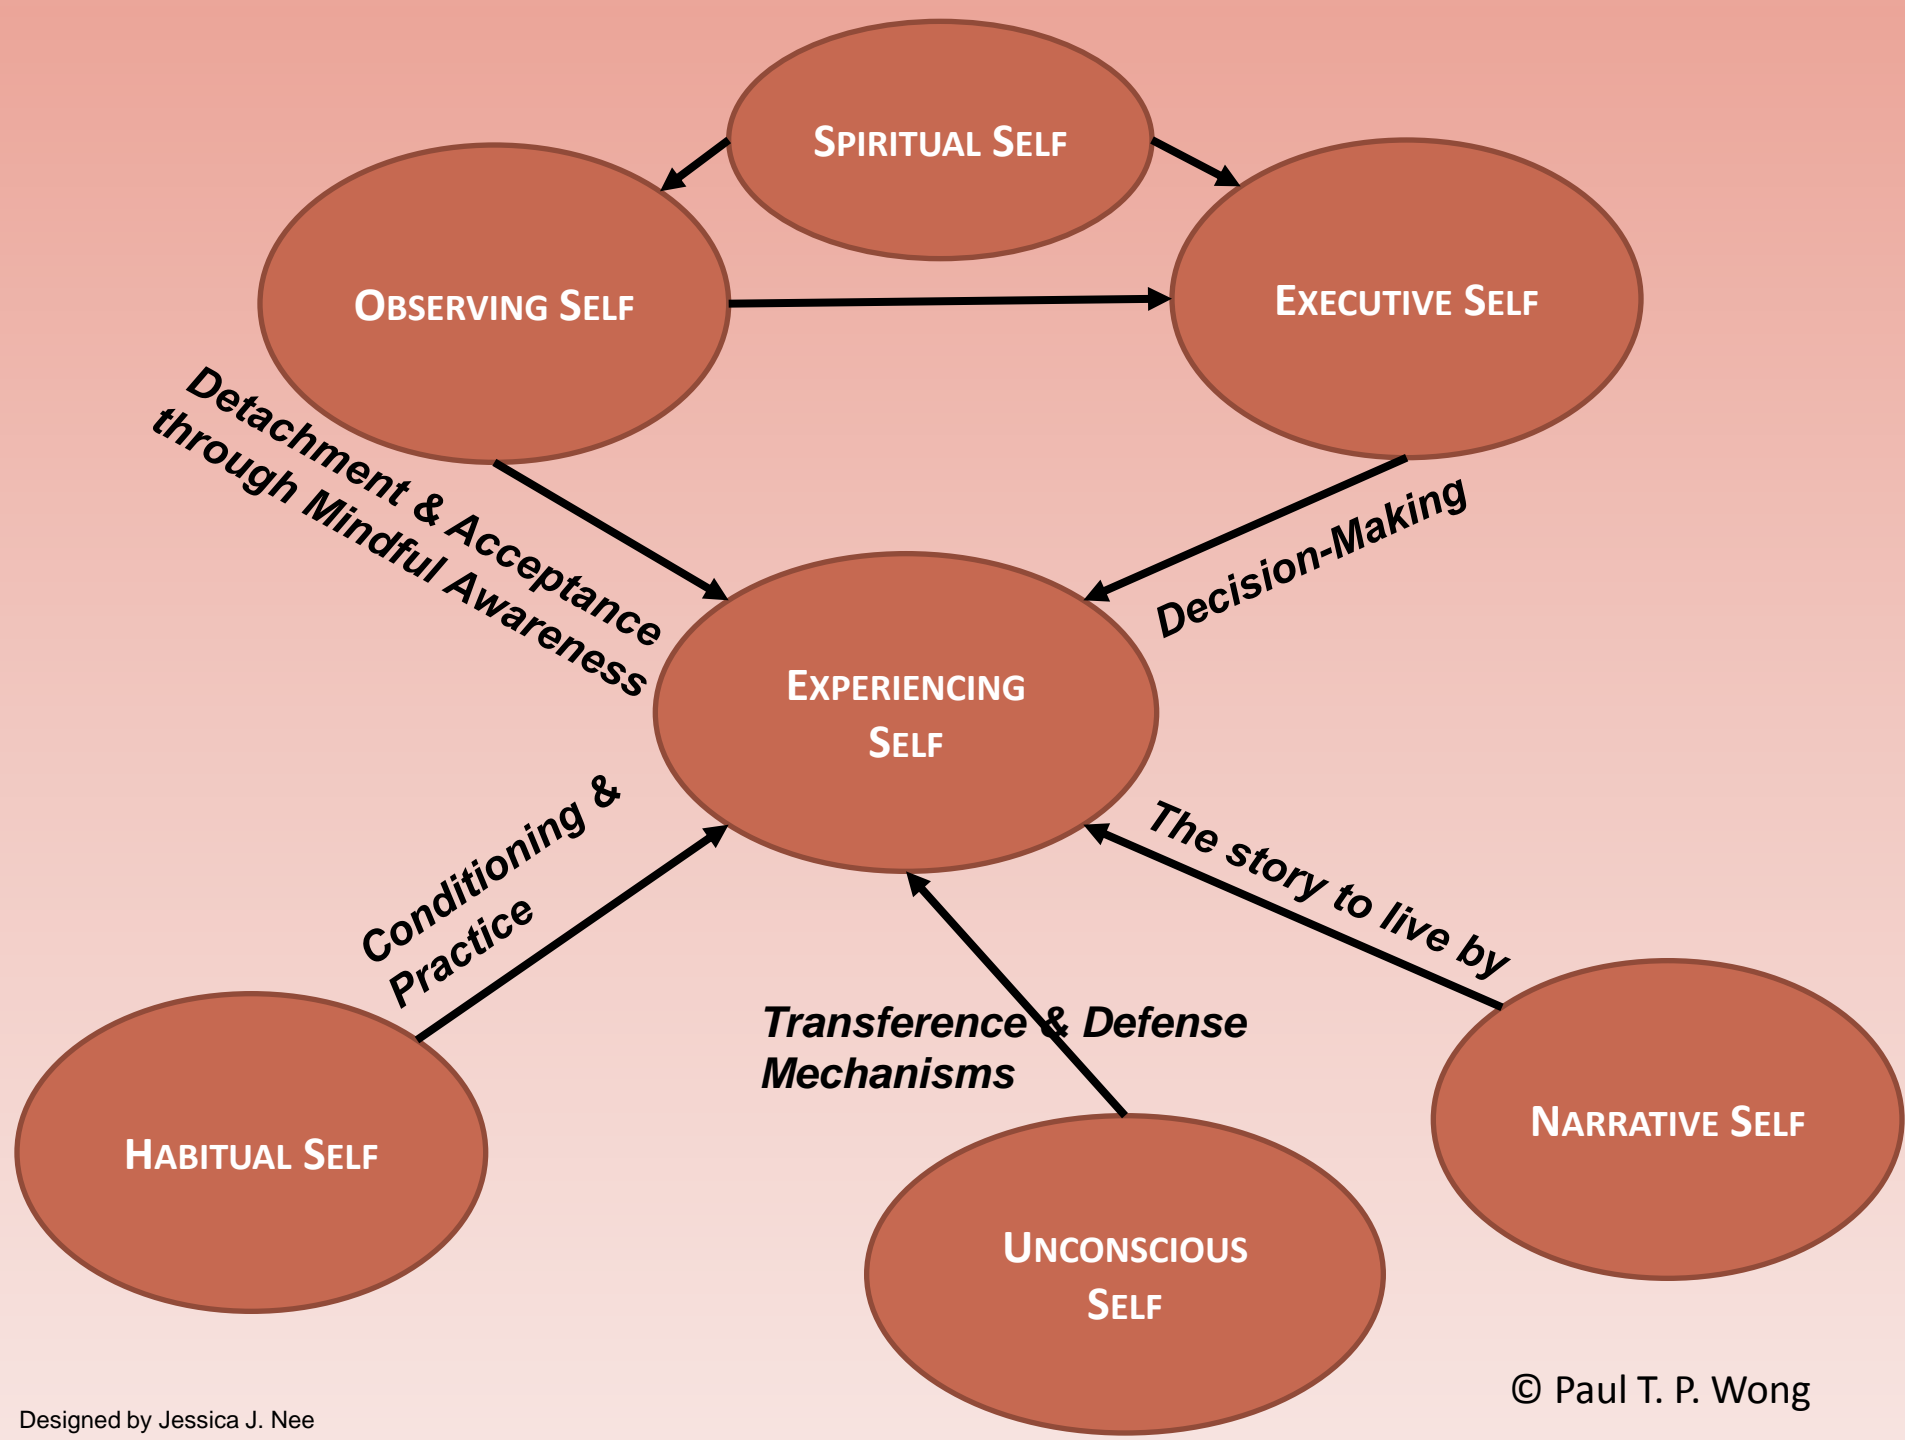 SPIRITUAL SELF
OBSERVING SELF
EXECUTIVE SELF
Detachment & Acceptance
through Mindful Awareness
Decision-Making
EXPERIENCING
SELF
Conditioning &
Practice
The story to live by
Transference & Defense
Mechanisms
HABITUAL SELF
NARRATIVE SELF
UNCONSCIOUS
SELF
© Paul T. P. Wong
Designed by Jessica J. Nee